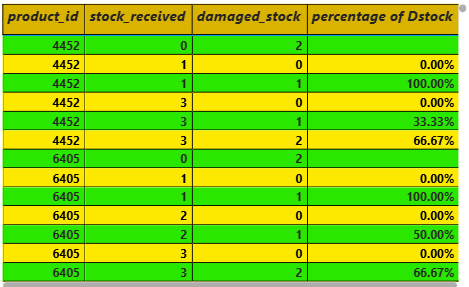 product_id stock_received damaged_stock percentage of Dstock
4452 0 2
4452 1 0 0.00%
4452 1 1 100.00%
4452 3 0 0.00%
4452 3 1 33.33%
4452 3 2 66.67%
6405 0 2
6405 1 0 0.00%
6405 1 1 100.00%
6405 2 0 0.00%
6405 2 1 50.00%
6405 3 0 0.00%
6405 3 2 66.67%